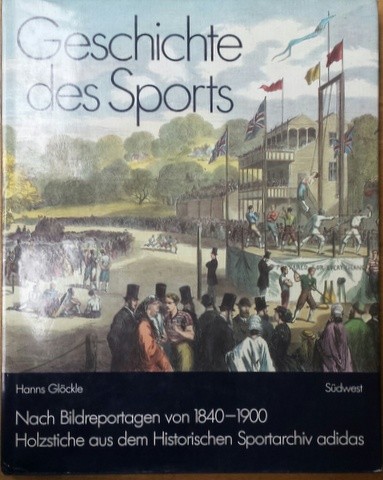 Geschichte
des Sports
Hanns Glöckle
Südwest
Nach Bildreportagen von 1840–1900
Holzstiche aus dem Historischen Sportarchiv adidas